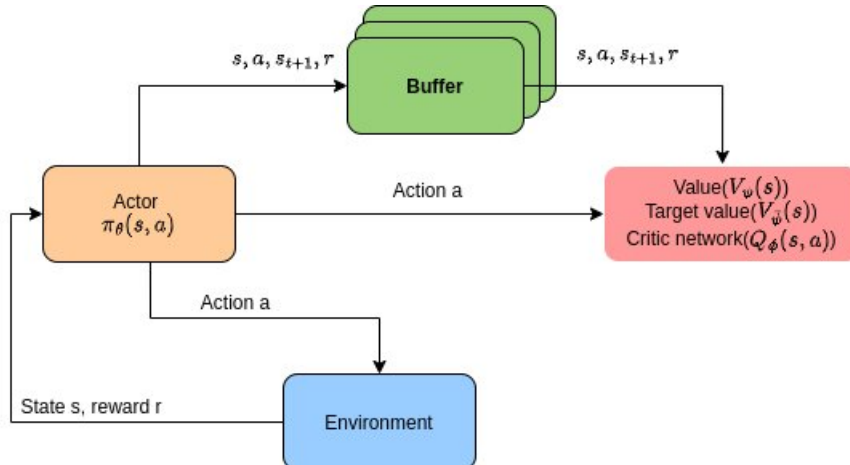 s, a, s_{t+1}, r
s, a, s_{t+1}, r
Buffer
Actor
π_θ(s, a)
Action a
Value(V_ψ(s))
Target value(V_ψ̄(s))
Critic network(Q_ϕ(s, a))
Action a
State s, reward r
Environment